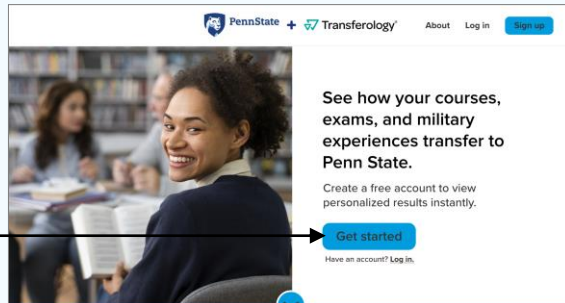 PennState + Transferology® About Log in Sign up
See how your courses,
exams, and military
experiences transfer to
Penn State.
Create a free account to view
personalized results instantly.
Get started
Have an account? Log in.